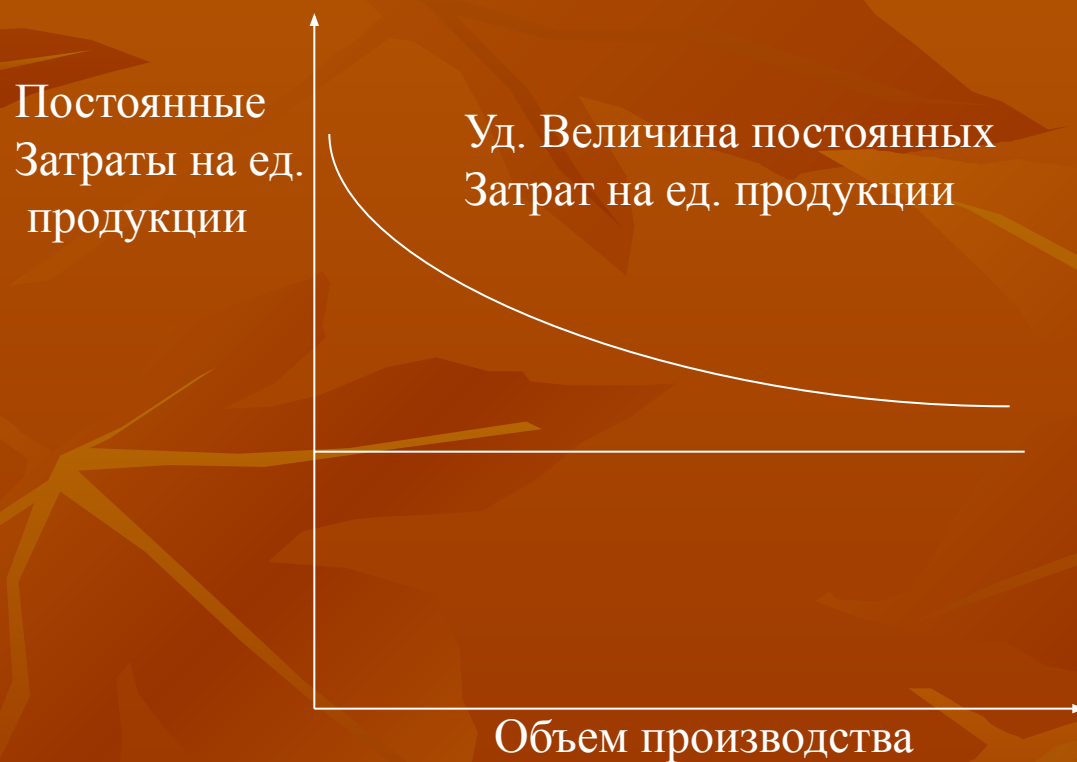 Постоянные
Затраты на ед.
продукции
Уд. Величина постоянных
Затрат на ед. продукции
Объем производства